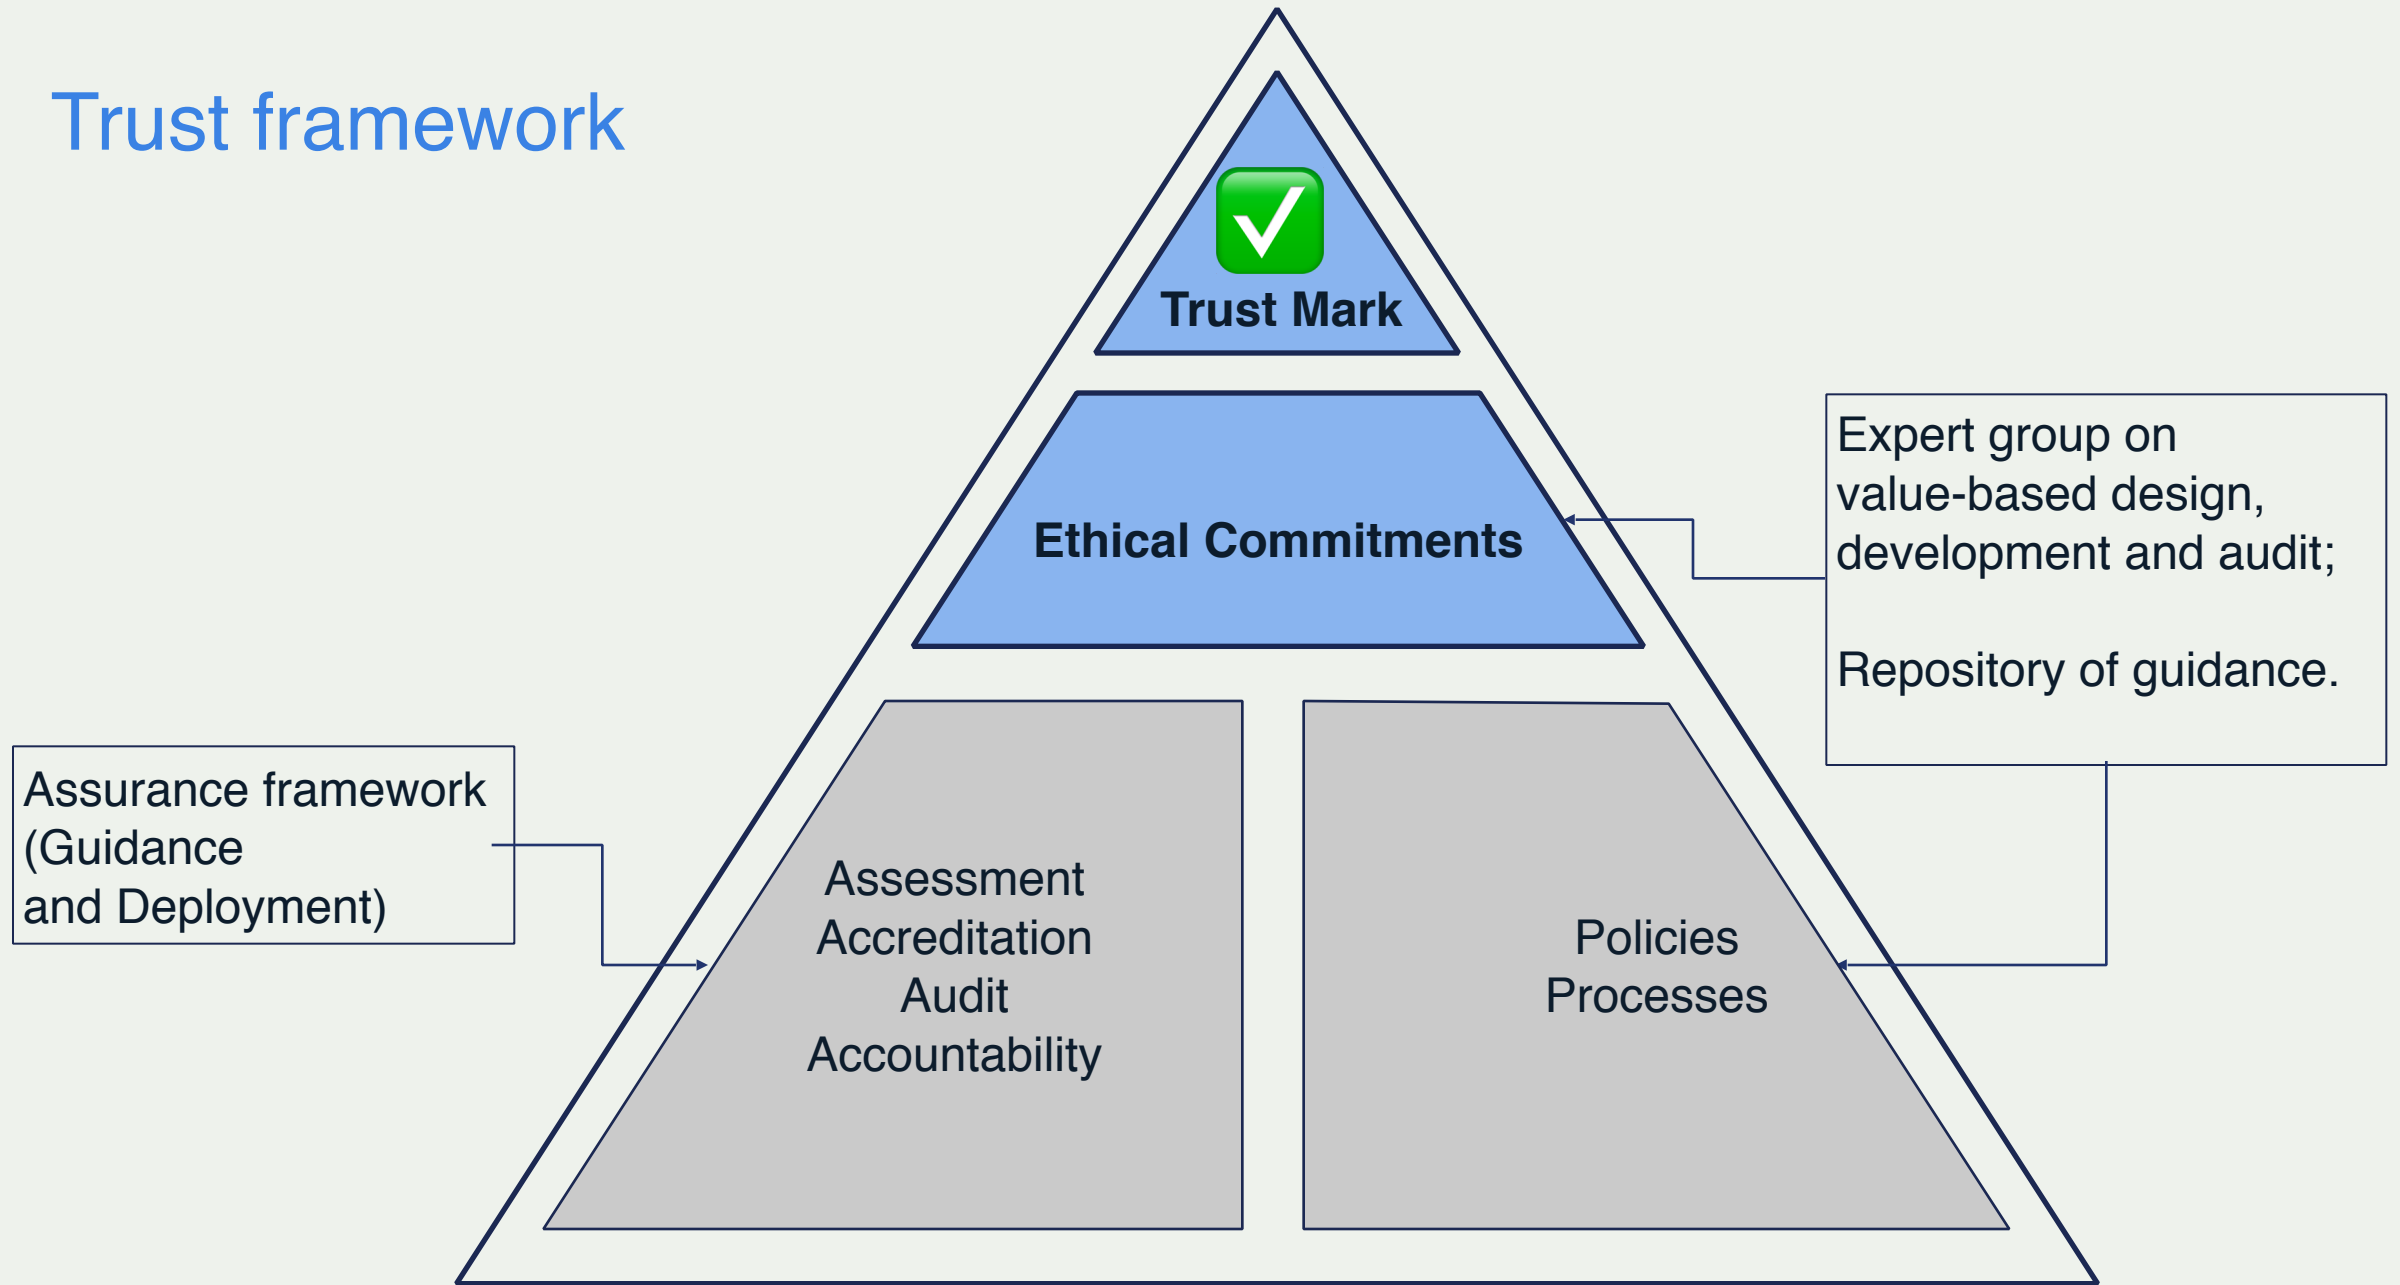 Trust framework
Trust Mark
Ethical Commitments
Expert group on
value-based design,
development and audit;
Repository of guidance.
Assurance framework
(Guidance
and Deployment)
Assessment
Accreditation
Audit
Accountability
Policies
Processes